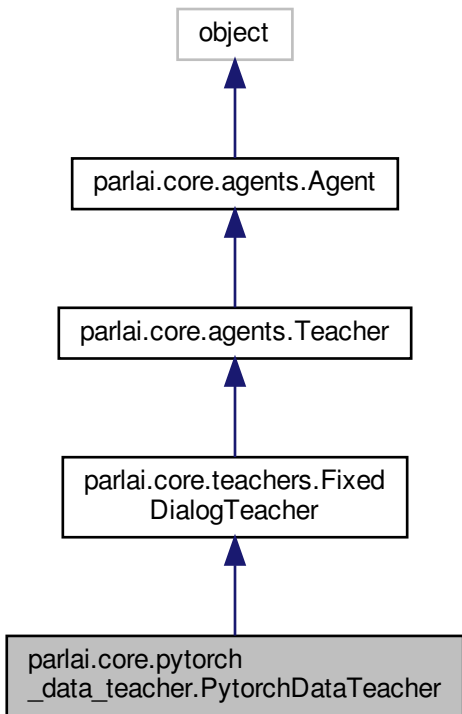 object
parlai.core.agents.Agent
parlai.core.agents.Teacher
parlai.core.teachers.Fixed
DialogTeacher
parlai.core.pytorch
_data_teacher.PytorchDataTeacher